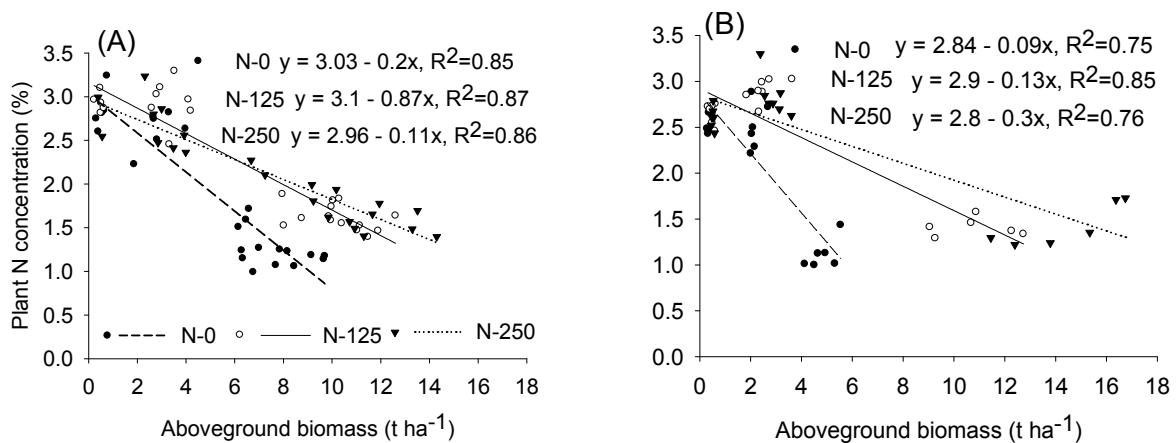 (A)
N-0 y = 3.03 - 0.2x, R²=0.85
N-125 y = 3.1 - 0.87x, R²=0.87
N-250 y = 2.96 - 0.11x, R²=0.86
Plant N concentration (%)
3.5
3.0
2.5
2.0
1.5
1.0
0.5
0.0
N-0 N-125 N-250
0 2 4 6 8 10 12 14 16 18
Aboveground biomass (t ha⁻¹)
(B)
N-0 y = 2.84 - 0.09x, R²=0.75
N-125 y = 2.9 - 0.13x, R²=0.85
N-250 y = 2.8 - 0.3x, R²=0.76
3.5
3.0
2.5
2.0
1.5
1.0
0.5
0.0
0 2 4 6 8 10 12 14 16 18
Aboveground biomass (t ha⁻¹)